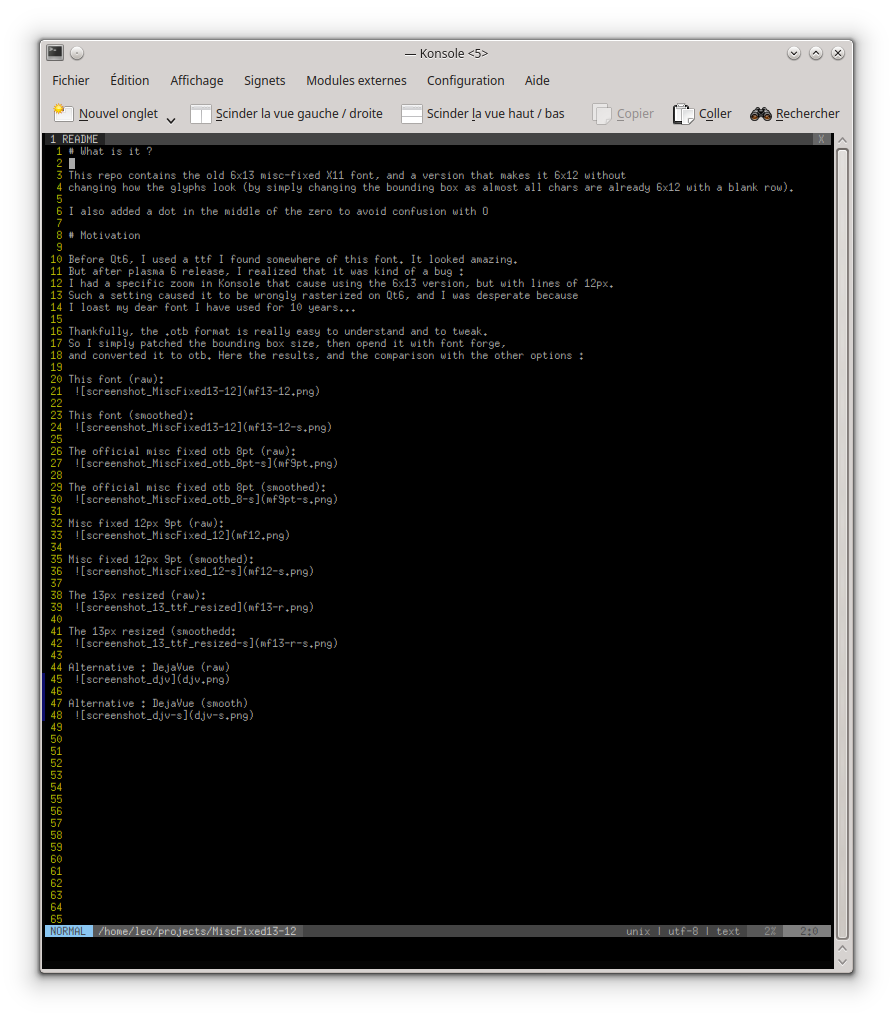 — Konsole <5>
Fichier Édition Affichage Signets Modules externes Configuration Aide
Nouvel onglet Scinder la vue gauche / droite Scinder la vue haut / bas Copier Coller Rechercher
1 README X
1 # What is it ?
2
3 This repo contains the old 6x13 misc-fixed X11 font, and a version that makes it 6x12 without
4 changing how the glyphs look (by simply changing the bounding box as almost all chars are already 6x12 with a blank row).
5
6 I also added a dot in the middle of the zero to avoid confusion with O
7
8 # Motivation
9
10 Before Qt6, I used a ttf I found somewhere of this font. It looked amazing.
11 But after plasma 6 release, I realized that it was kind of a bug :
12 I had a specific zoom in Konsole that cause using the 6x13 version, but with lines of 12px.
13 Such a setting caused it to be wrongly rasterized on Qt6, and I was desperate because
14 I loast my dear font I have used for 10 years...
15
16 Thankfully, the .otb format is really easy to understand and to tweak.
17 So I simply patched the bounding box size, then opend it with font forge,
18 and converted it to otb. Here the results, and the comparison with the other options :
19
20 This font (raw):
21 ![screenshot_MiscFixed13-12](mf13-12.png)
22
23 This font (smoothed):
24 ![screenshot_MiscFixed13-12](mf13-12-s.png)
25
26 The official misc fixed otb 8pt (raw):
27 ![screenshot_MiscFixed_otb_8pt-s](mf9pt.png)
28
29 The official misc fixed otb 8pt (smoothed):
30 ![screenshot_MiscFixed_otb_8-s](mf9pt-s.png)
31
32 Misc fixed 12px 9pt (raw):
33 ![screenshot_MiscFixed_12](mf12.png)
34
35 Misc fixed 12px 9pt (smoothed):
36 ![screenshot_MiscFixed_12-s](mf12-s.png)
37
38 The 13px resized (raw):
39 ![screenshot_13_ttf_resized](mf13-r.png)
40
41 The 13px resized (smoothedd:
42 ![screenshot_13_ttf_resized-s](mf13-r-s.png)
43
44 Alternative : DejaVue (raw)
45 ![screenshot_djv](djv.png)
46
47 Alternative : DejaVue (smooth)
48 ![screenshot_djv-s](djv-s.png)
49
50
51
52
53
54
55
56
57
58
59
60
61
62
63
64
65
NORMAL /home/leo/projects/MiscFixed13-12 unix | utf-8 | text 2% 2:0